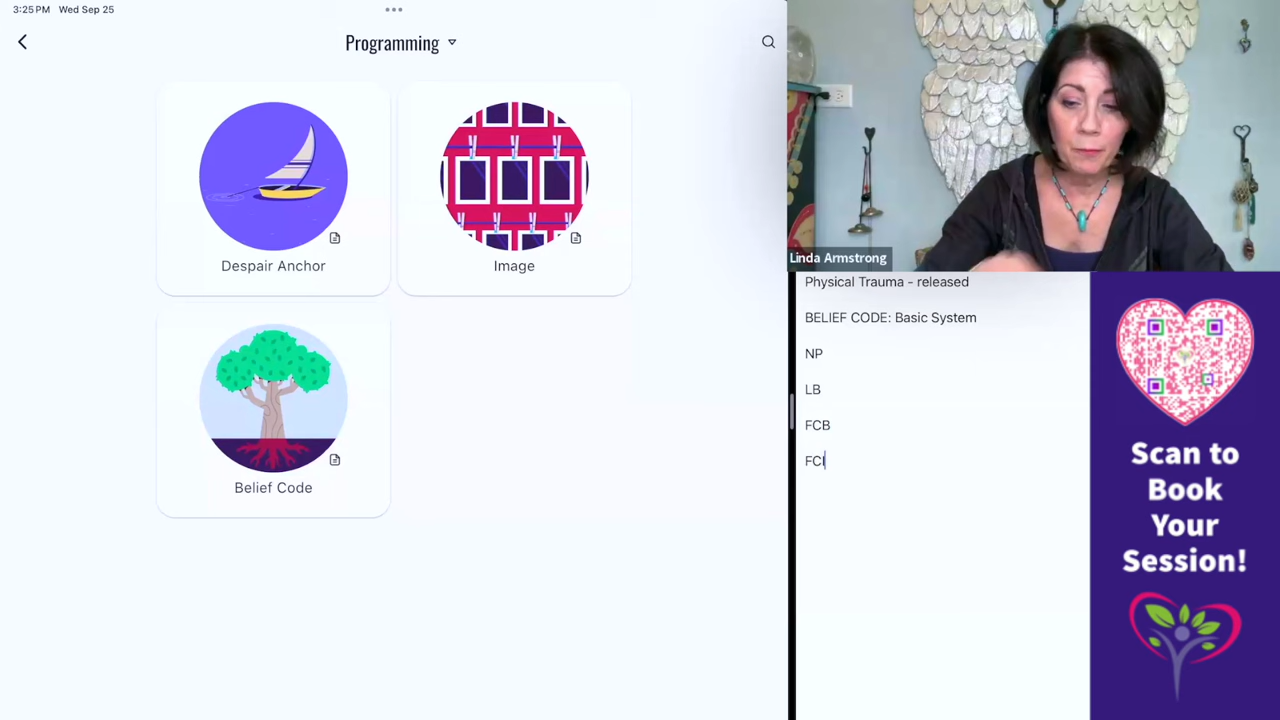 3:25 PM Wed Sep 25
Programming
Despair Anchor
Image
Belief Code
Linda Armstrong
Physical Trauma - released
BELIEF CODE: Basic System
NP
LB
FCB
FCI
Scan to
Book
Your
Session!